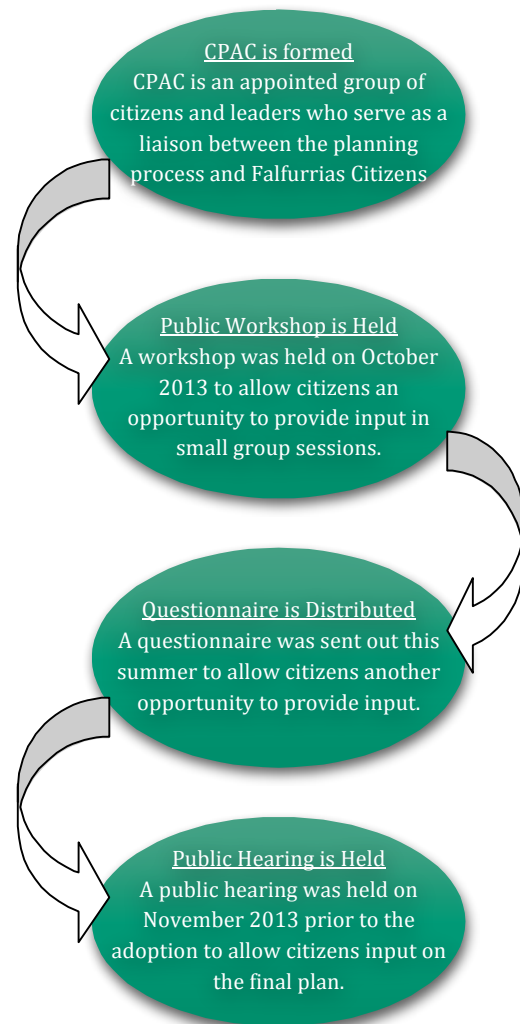 CPAC is formed
CPAC is an appointed group of
citizens and leaders who serve as a
liaison between the planning
process and Falfurrias Citizens
Public Workshop is Held
A workshop was held on October
2013 to allow citizens an
opportunity to provide input in
small group sessions.
Questionnaire is Distributed
A questionnaire was sent out this
summer to allow citizens another
opportunity to provide input.
Public Hearing is Held
A public hearing was held on
November 2013 prior to the
adoption to allow citizens input on
the final plan.